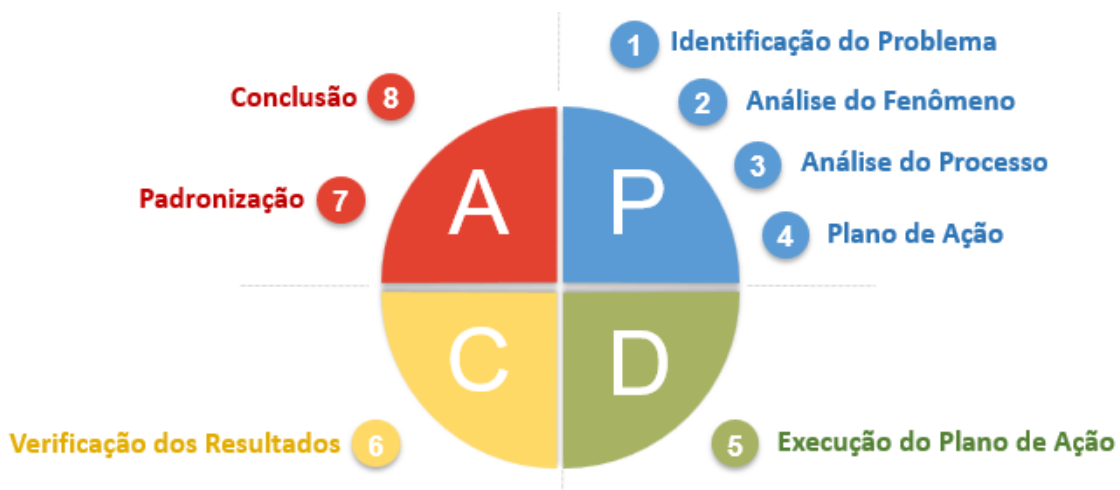 1 Identificação do Problema
2 Análise do Fenômeno
3 Análise do Processo
4 Plano de Ação
5 Execução do Plano de Ação
6 Verificação dos Resultados
7 Padronização
8 Conclusão
A P
C D